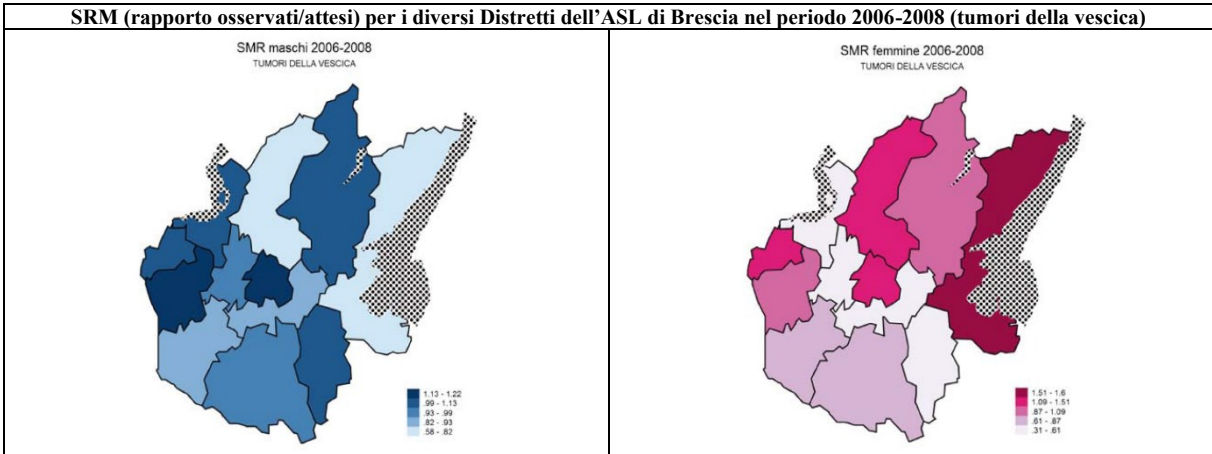 SRM (rapporto osservati/attesi) per i diversi Distretti dell’ASL di Brescia nel periodo 2006-2008 (tumori della vescica)
SMR maschi 2006-2008
TUMORI DELLA VESCICA
1.13 - 1.22
.99 - 1.13
.93 - .99
.82 - .93
.58 - .82
SMR femmine 2006-2008
TUMORI DELLA VESCICA
1.51 - 1.6
1.09 - 1.51
.87 - 1.09
.61 - .87
.31 - .61